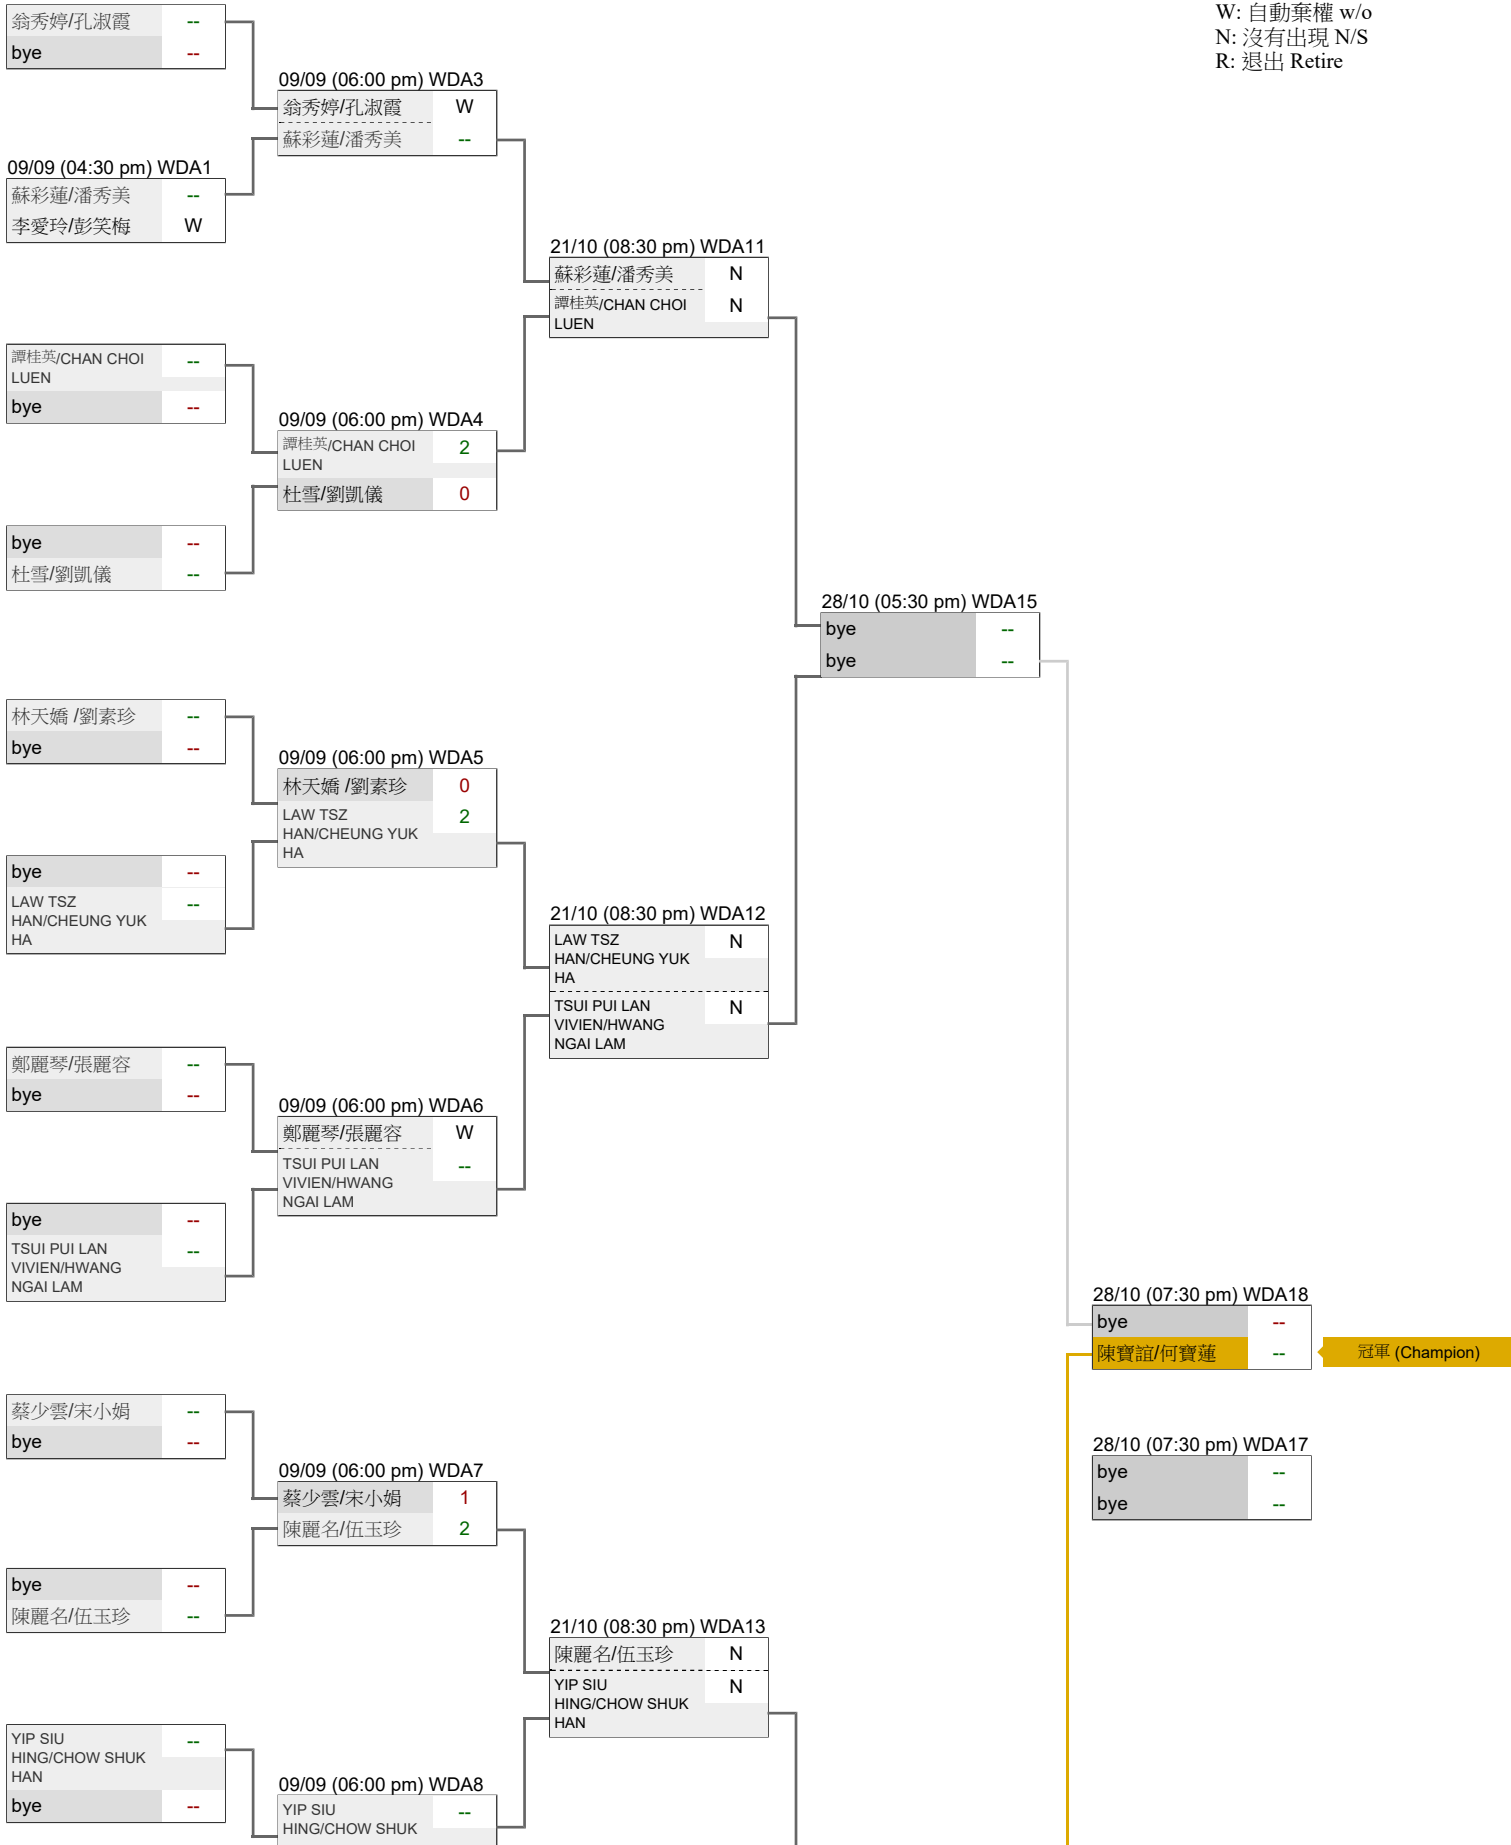 W: 自動棄權 w/o
N: 沒有出現 N/S
R: 退出 Retire
翁秀婷/孔淑霞 --
bye --
09/09 (06:00 pm) WDA3
翁秀婷/孔淑霞 W
蘇彩蓮/潘秀美 --
09/09 (04:30 pm) WDA1
蘇彩蓮/潘秀美 --
李愛玲/彭笑梅 W
21/10 (08:30 pm) WDA11
蘇彩蓮/潘秀美 N
譚桂英/CHAN CHOI N
LUEN
譚桂英/CHAN CHOI --
LUEN
bye --
09/09 (06:00 pm) WDA4
譚桂英/CHAN CHOI 2
LUEN
杜雪/劉凱儀 0
bye --
杜雪/劉凱儀 --
28/10 (05:30 pm) WDA15
bye --
bye --
林天嬌 /劉素珍 --
bye --
09/09 (06:00 pm) WDA5
林天嬌 /劉素珍 0
LAW TSZ 2
HAN/CHEUNG YUK
HA
bye --
LAW TSZ --
HAN/CHEUNG YUK
HA
21/10 (08:30 pm) WDA12
LAW TSZ N
HAN/CHEUNG YUK
HA
TSUI PUI LAN N
VIVIEN/HWANG
NGAI LAM
鄭麗琴/張麗容 --
bye --
09/09 (06:00 pm) WDA6
鄭麗琴/張麗容 W
TSUI PUI LAN --
VIVIEN/HWANG
NGAI LAM
bye --
TSUI PUI LAN --
VIVIEN/HWANG
NGAI LAM
28/10 (07:30 pm) WDA18
bye --
陳寶誼/何寶蓮 --
冠軍 (Champion)
蔡少雲/宋小娟 --
bye --
28/10 (07:30 pm) WDA17
bye --
bye --
09/09 (06:00 pm) WDA7
蔡少雲/宋小娟 1
陳麗名/伍玉珍 2
bye --
陳麗名/伍玉珍 --
21/10 (08:30 pm) WDA13
陳麗名/伍玉珍 N
YIP SIU N
HING/CHOW SHUK
HAN
YIP SIU --
HING/CHOW SHUK
HAN
bye --
09/09 (06:00 pm) WDA8
YIP SIU --
HING/CHOW SHUK